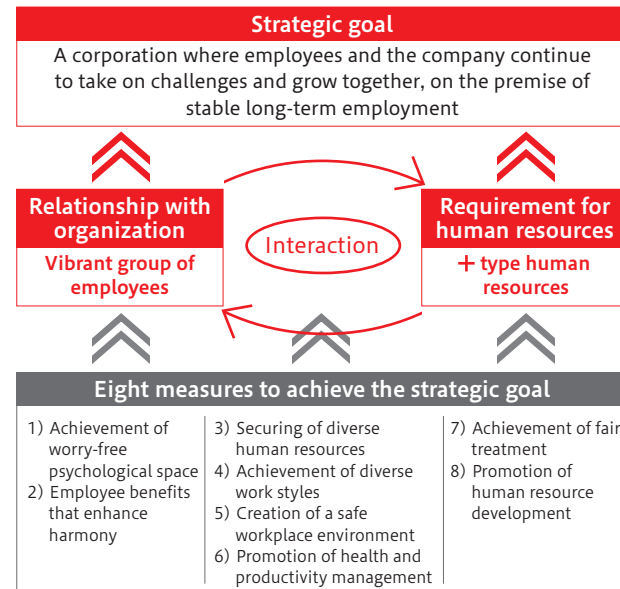 Strategic goal
A corporation where employees and the company continue
to take on challenges and grow together, on the premise of
stable long-term employment
Relationship with
organization
Vibrant group of
employees
Interaction
Requirement for
human resources
+ type human
resources
Eight measures to achieve the strategic goal
1) Achievement of
worry-free
psychological space
2) Employee benefits
that enhance
harmony
3) Securing of diverse
human resources
4) Achievement of diverse
work styles
5) Creation of a safe
workplace environment
6) Promotion of health and
productivity management
7) Achievement of fair
treatment
8) Promotion of
human resource
development